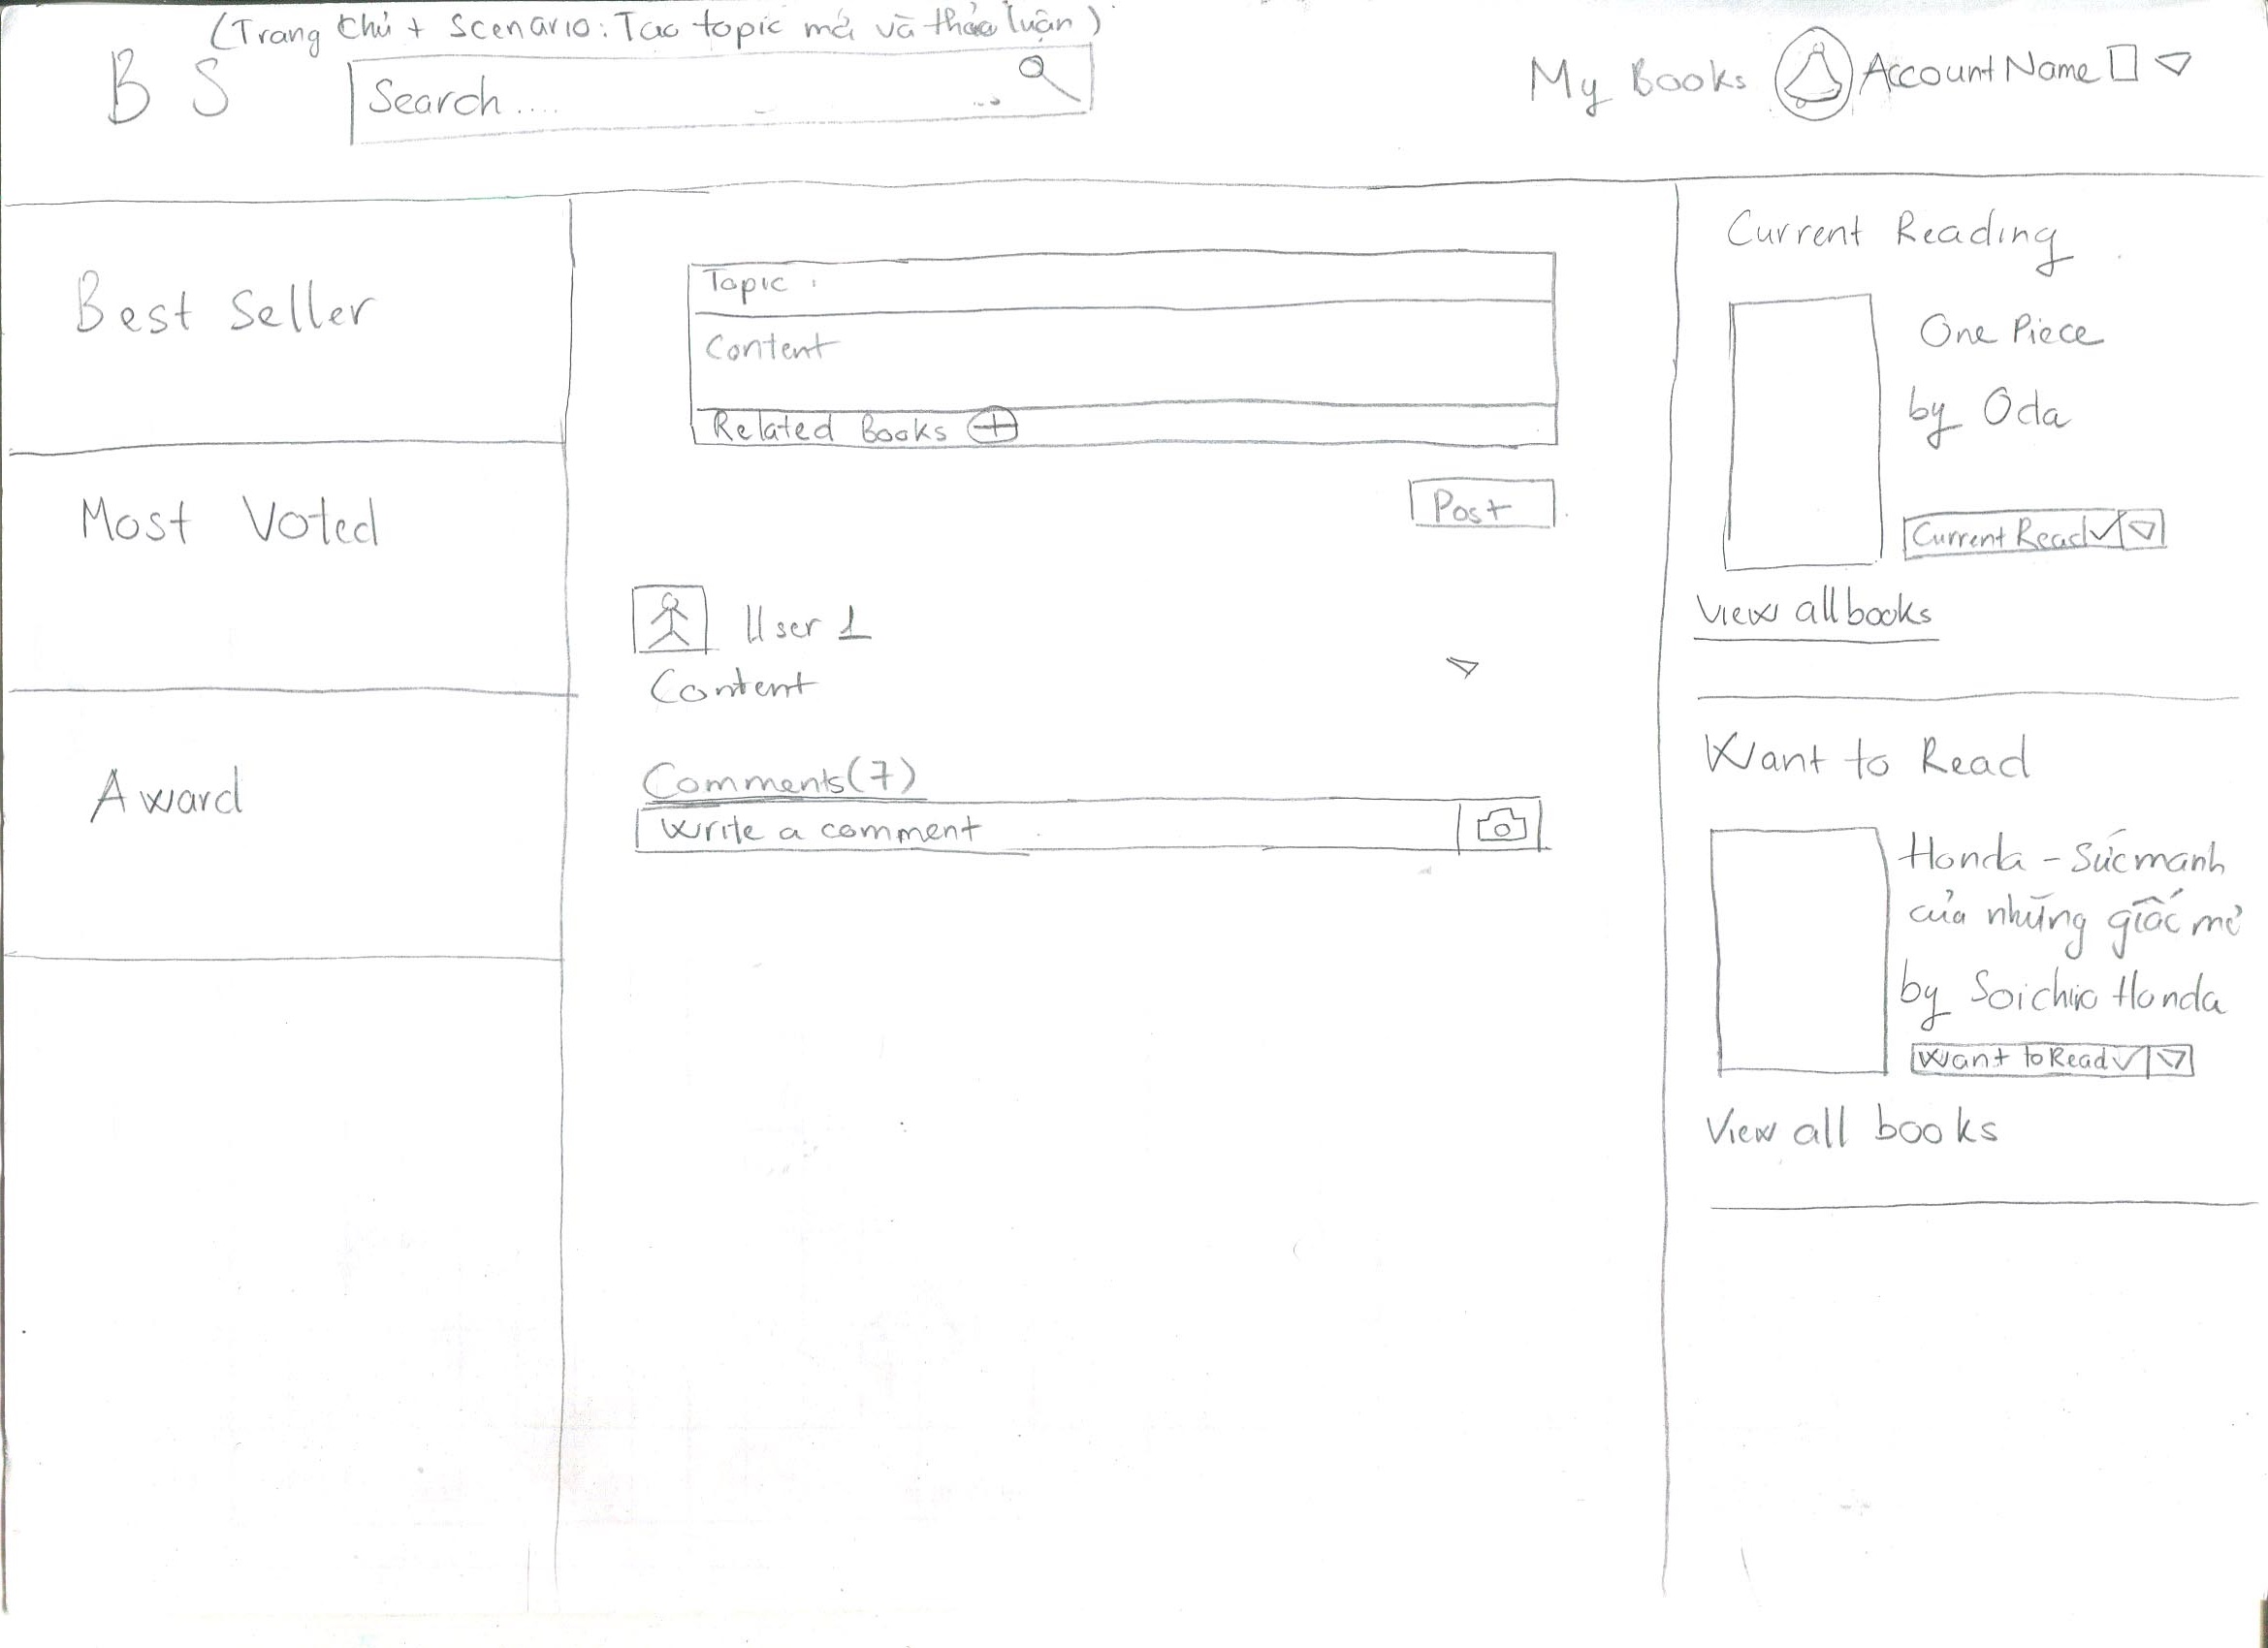 (Trang chủ + Scenario: Tạo topic mới và thảo luận)
B S
Search ....
My Books
Account Name
Best Seller
Most Voted
Award
Topic :
Content
Related Books
Post
User 1
Content
Comments (7)
Write a comment
Current Reading
One Piece
by Oda
Current Read
View all books
Want to Read
Honda - Sức mạnh
của những giấc mơ
by Soichiro Honda
Want to Read
View all books